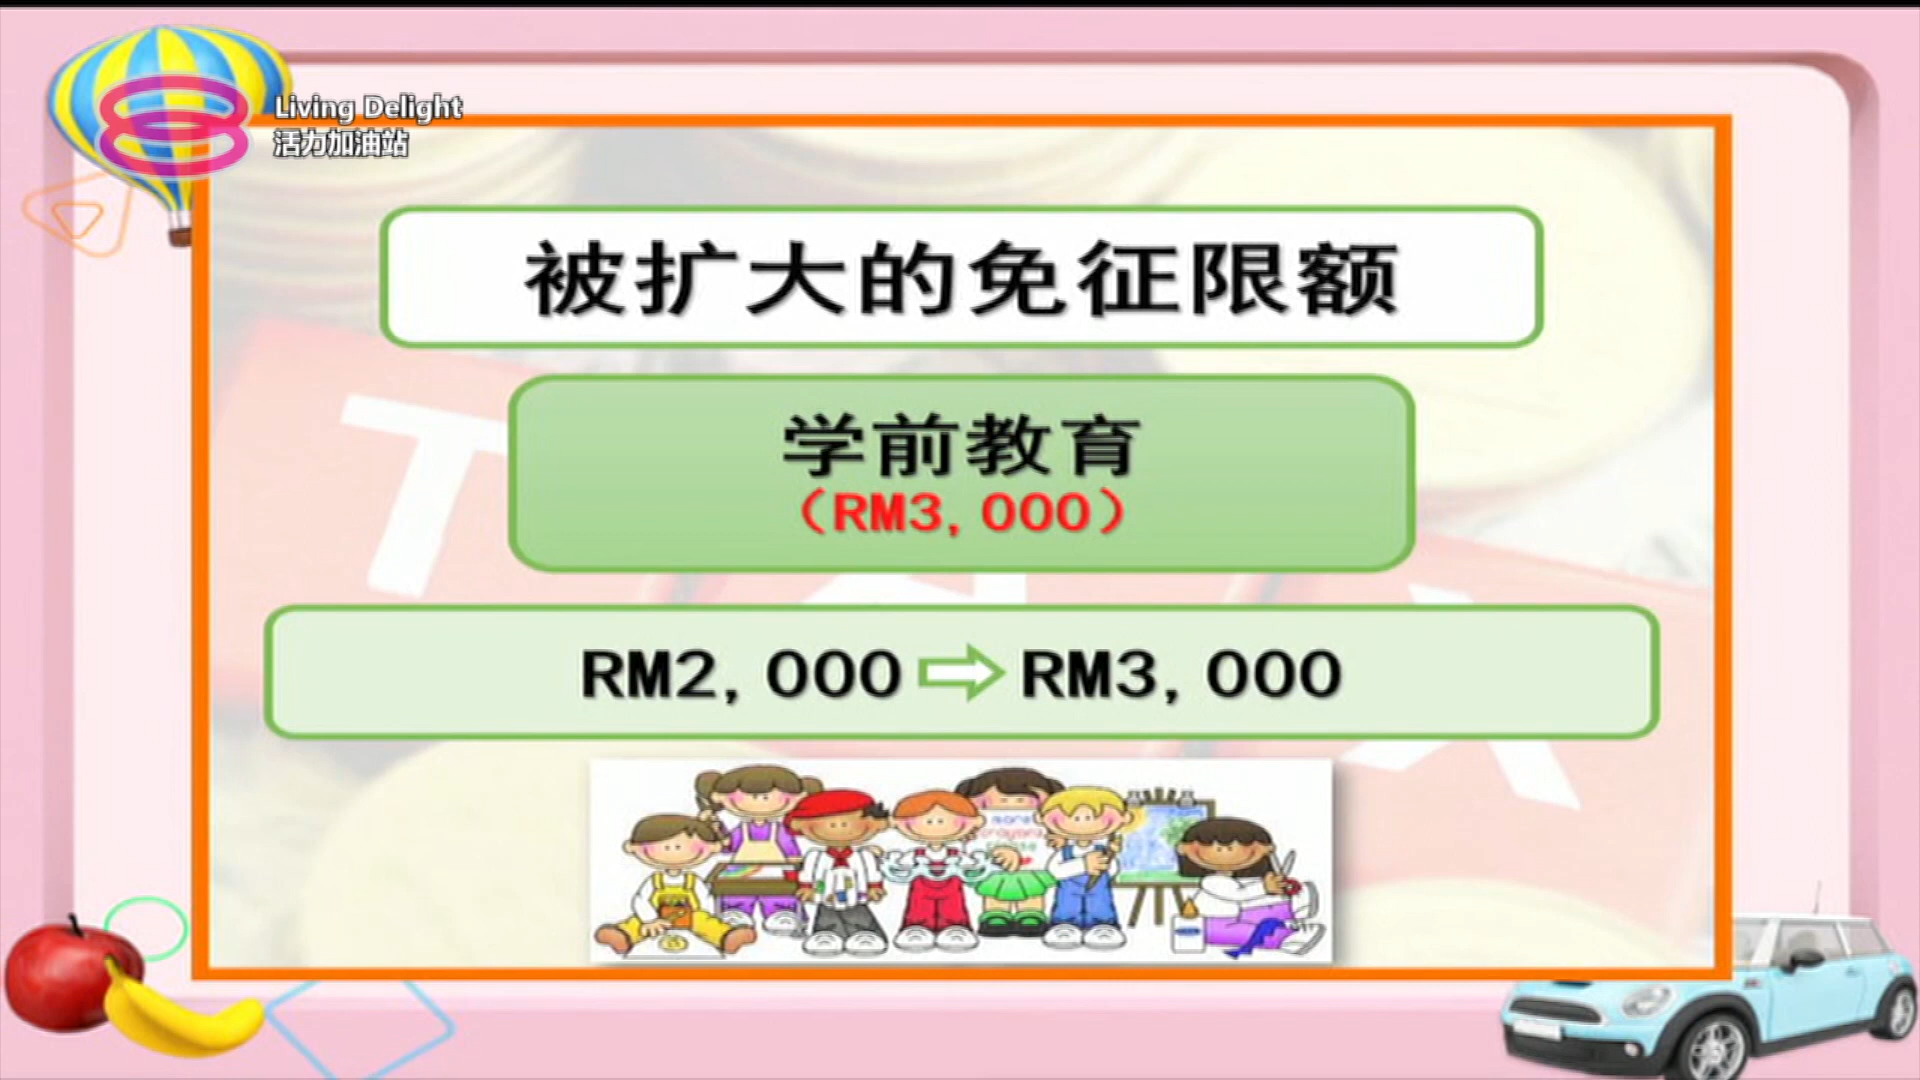 Living Delight
活力加油站
被扩大的免征限额
学前教育
（RM3, 000）
RM2, 000 RM3, 000
TAX